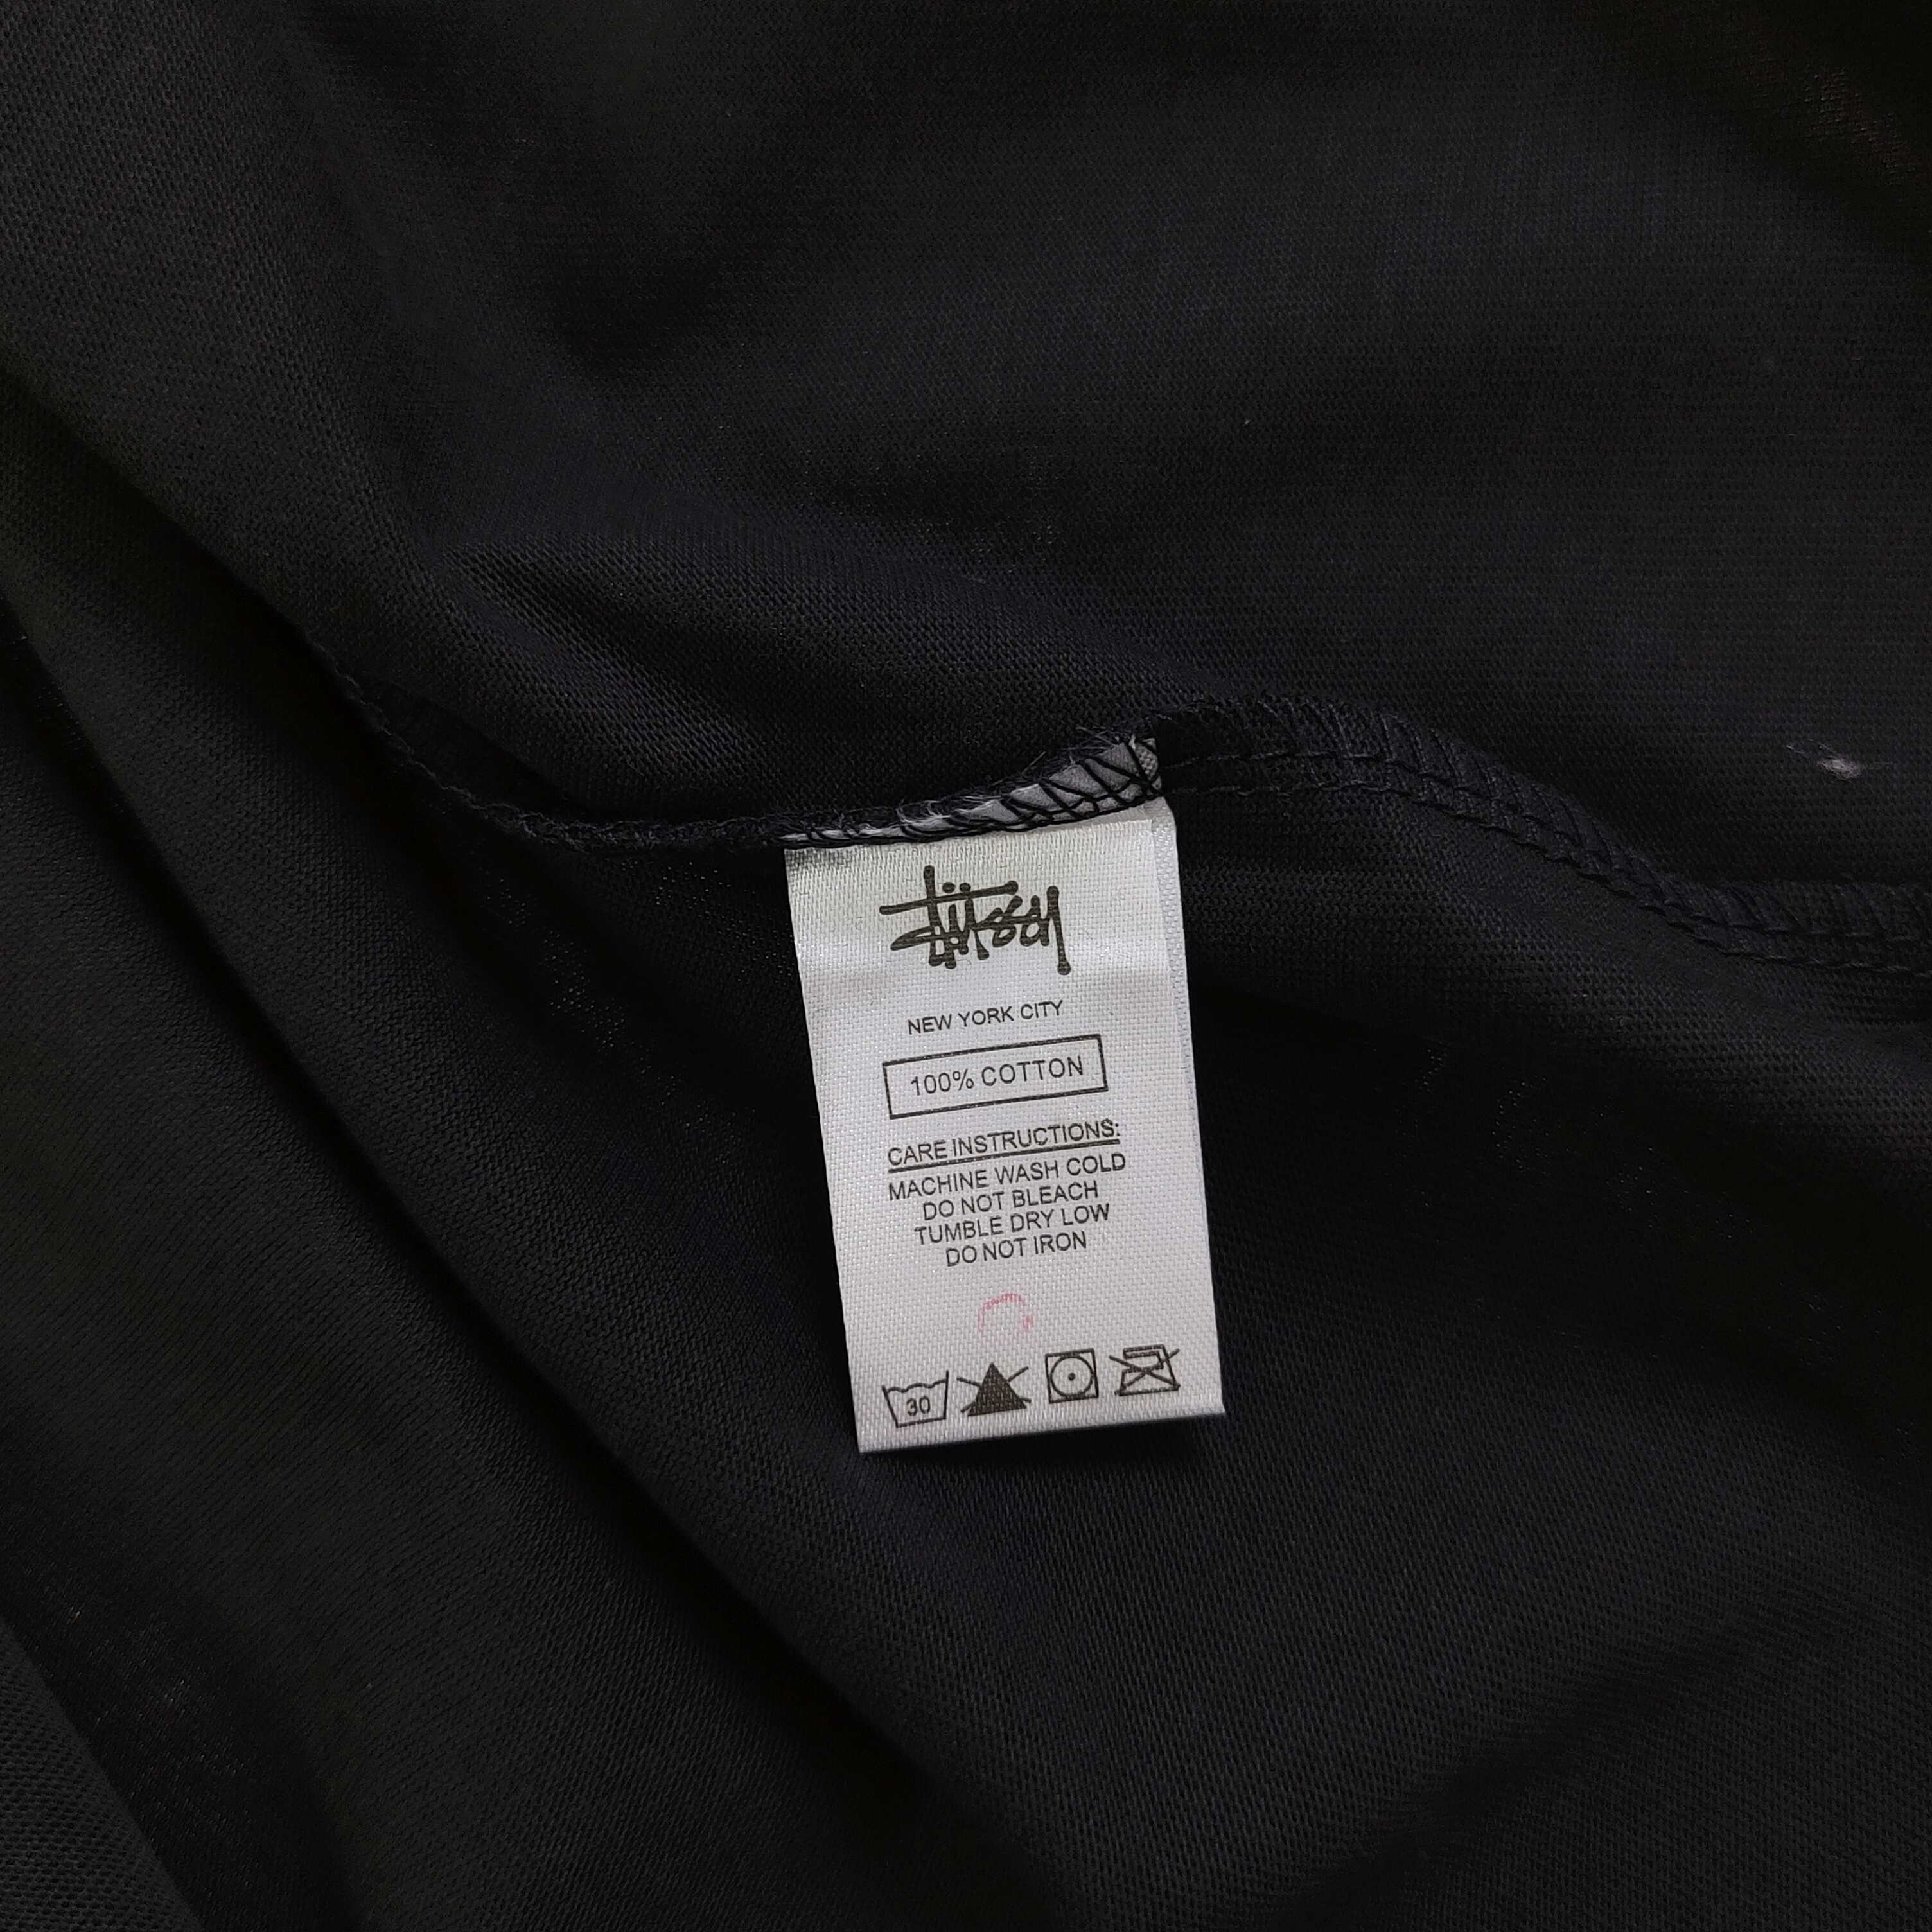 Stüssy
NEW YORK CITY
100% COTTON
CARE INSTRUCTIONS:
MACHINE WASH COLD
DO NOT BLEACH
TUMBLE DRY LOW
DO NOT IRON
30